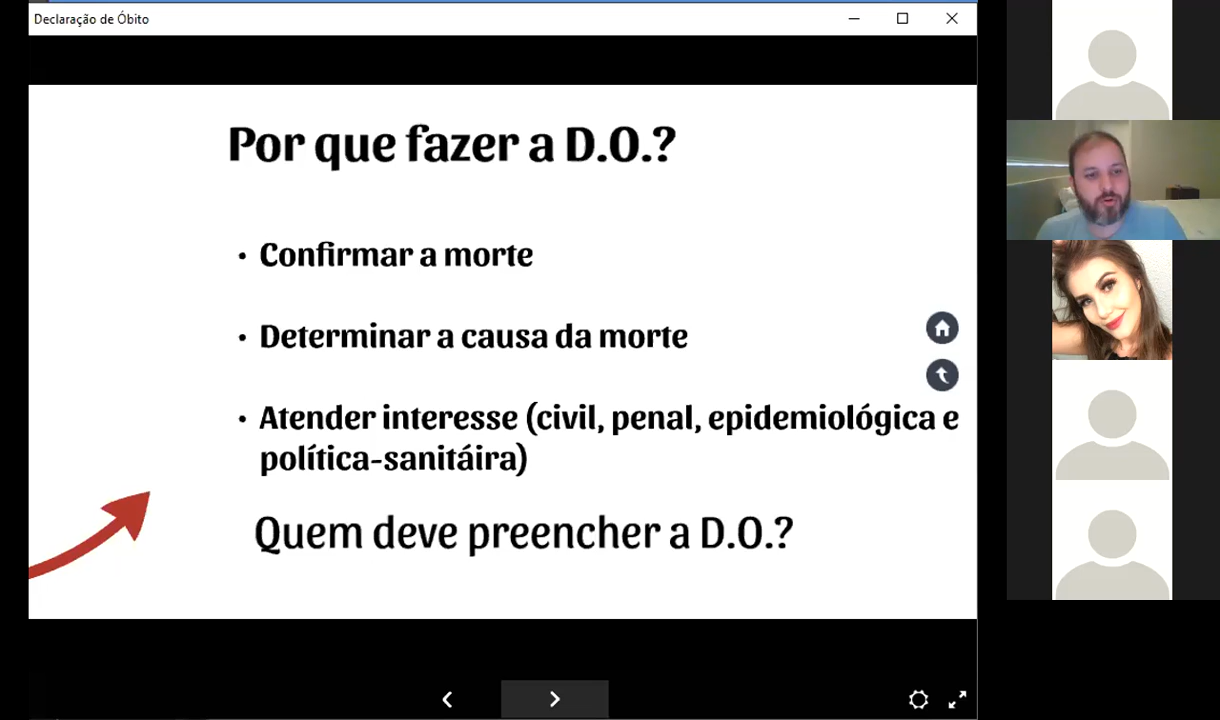 Declaração de Óbito
Por que fazer a D.O.?
• Confirmar a morte
• Determinar a causa da morte
• Atender interesse (civil, penal, epidemiológica e
política-sanitáira)
Quem deve preencher a D.O.?